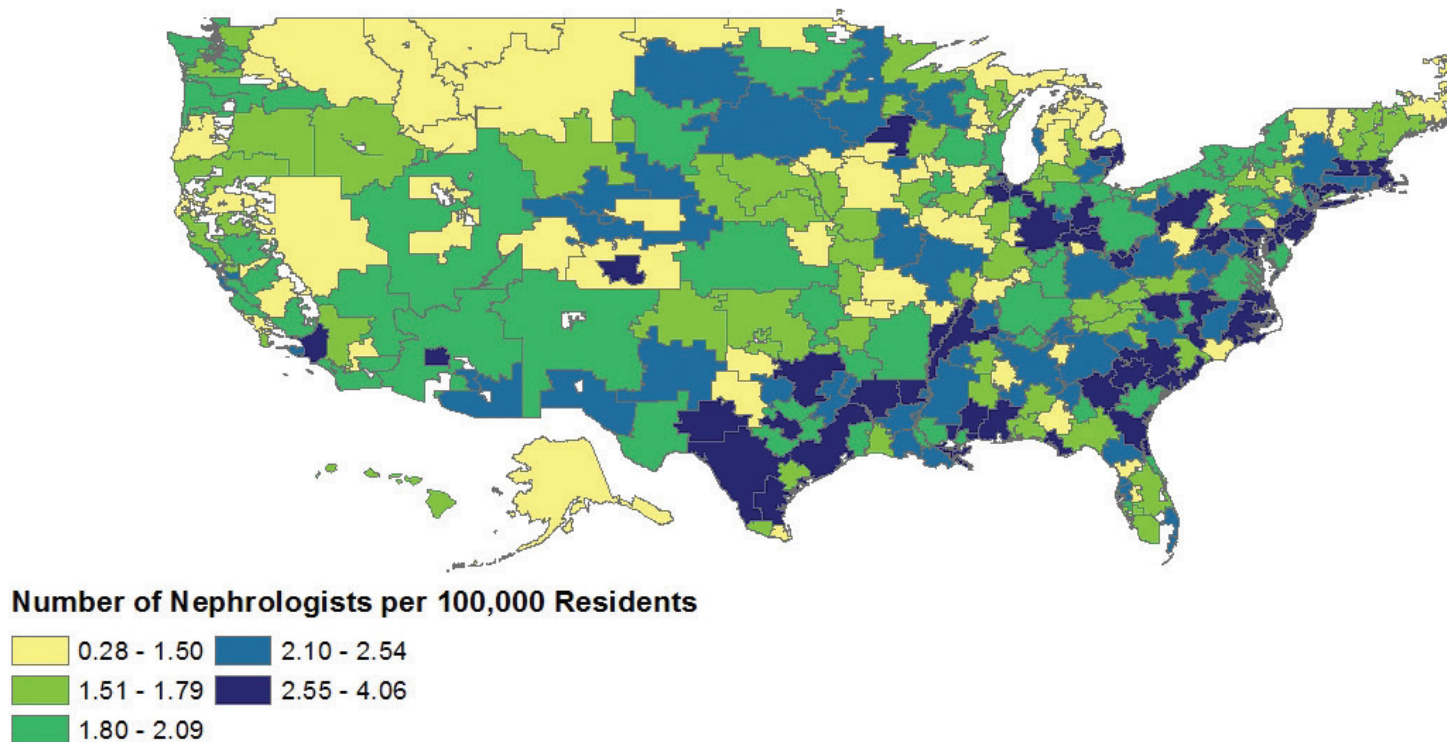 Number of Nephrologists per 100,000 Residents
0.28 - 1.50
2.10 - 2.54
1.51 - 1.79
2.55 - 4.06
1.80 - 2.09